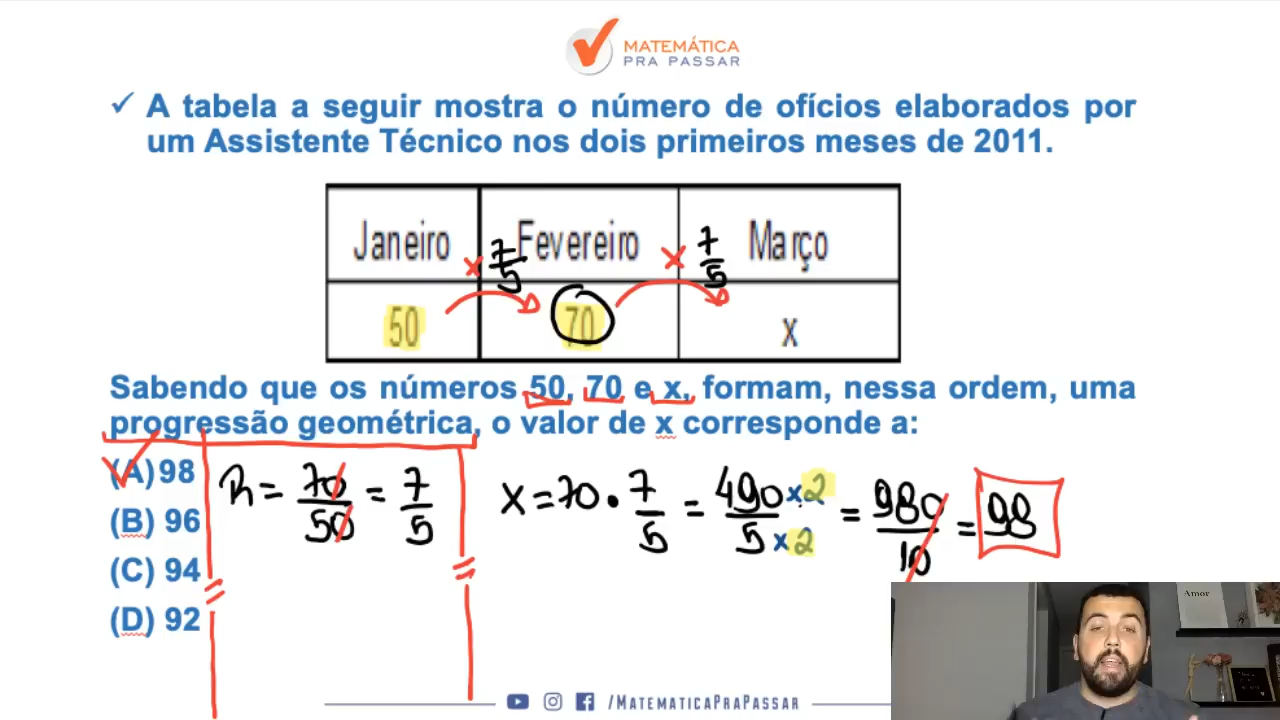 MATEMÁTICA
PRA PASSAR
✓ A tabela a seguir mostra o número de ofícios elaborados por
um Assistente Técnico nos dois primeiros meses de 2011.
Janeiro Fevereiro Março
× 7/5 × 7/5
50 70 x
Sabendo que os números 50, 70 e x, formam, nessa ordem, uma
progressão geométrica, o valor de x corresponde a:
(A) 98
(B) 96
(C) 94
(D) 92
R = 70/50 = 7/5
X = 70 · 7/5 = 490×2/5×2 = 980/10 = 98
Amor
/MATEMATICAPRAPASSAR